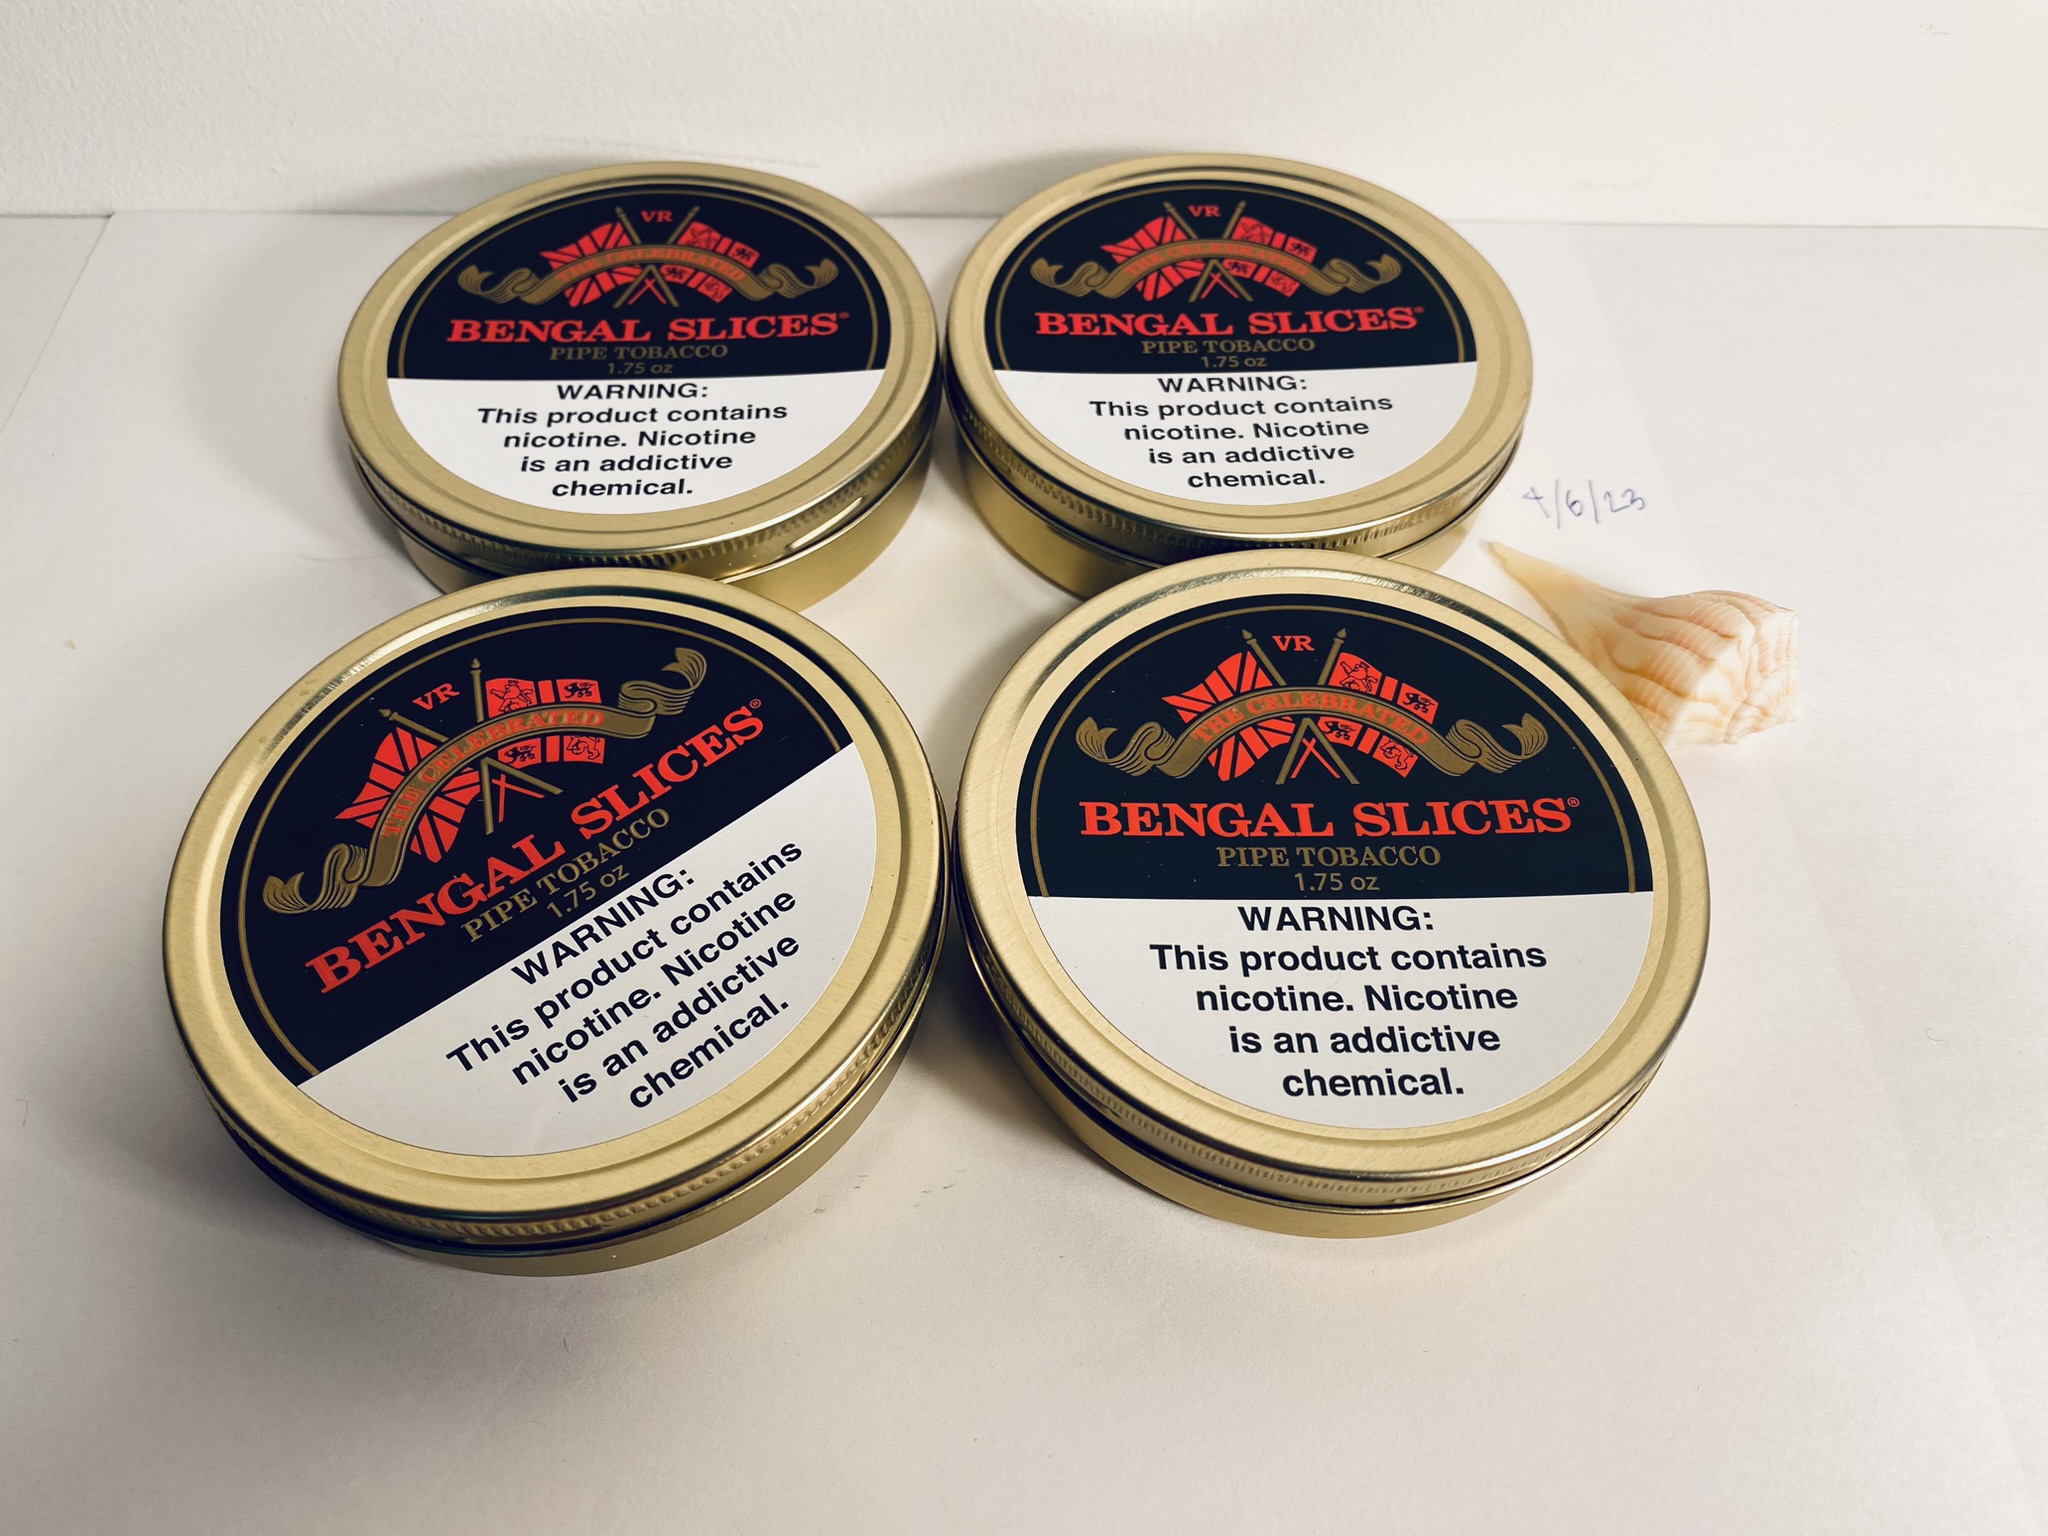 VR
THE CELEBRATED
BENGAL SLICES®
PIPE TOBACCO
1.75 oz
WARNING:
This product contains
nicotine. Nicotine
is an addictive
chemical.
VR
THE CELEBRATED
BENGAL SLICES®
PIPE TOBACCO
1.75 oz
WARNING:
This product contains
nicotine. Nicotine
is an addictive
chemical.
4/6/23
VR
THE CELEBRATED
BENGAL SLICES®
PIPE TOBACCO
1.75 oz
WARNING:
This product contains
nicotine. Nicotine
is an addictive
chemical.
VR
THE CELEBRATED
BENGAL SLICES®
PIPE TOBACCO
1.75 oz
WARNING:
This product contains
nicotine. Nicotine
is an addictive
chemical.